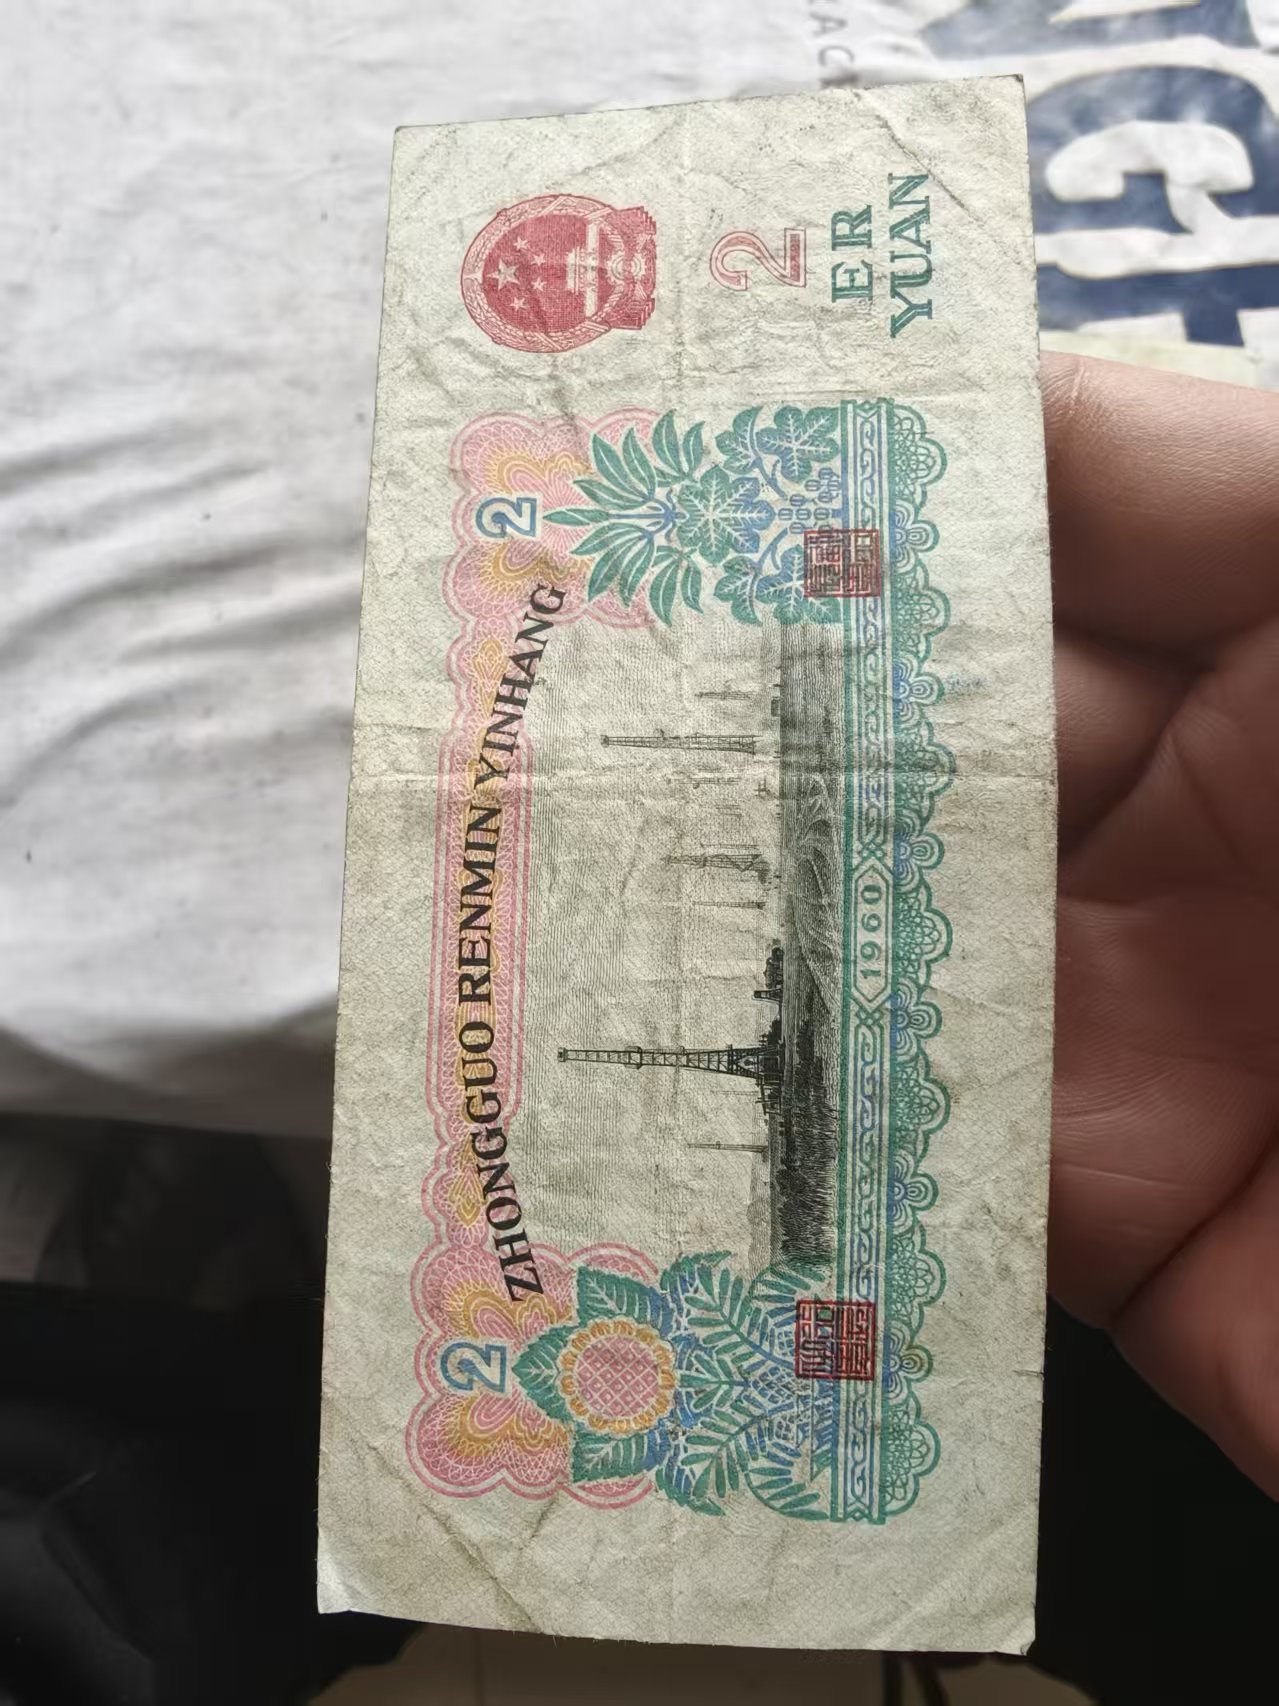 ZHONGGUO RENMIN YINHANG
2
2
2
ER
YUAN
1960